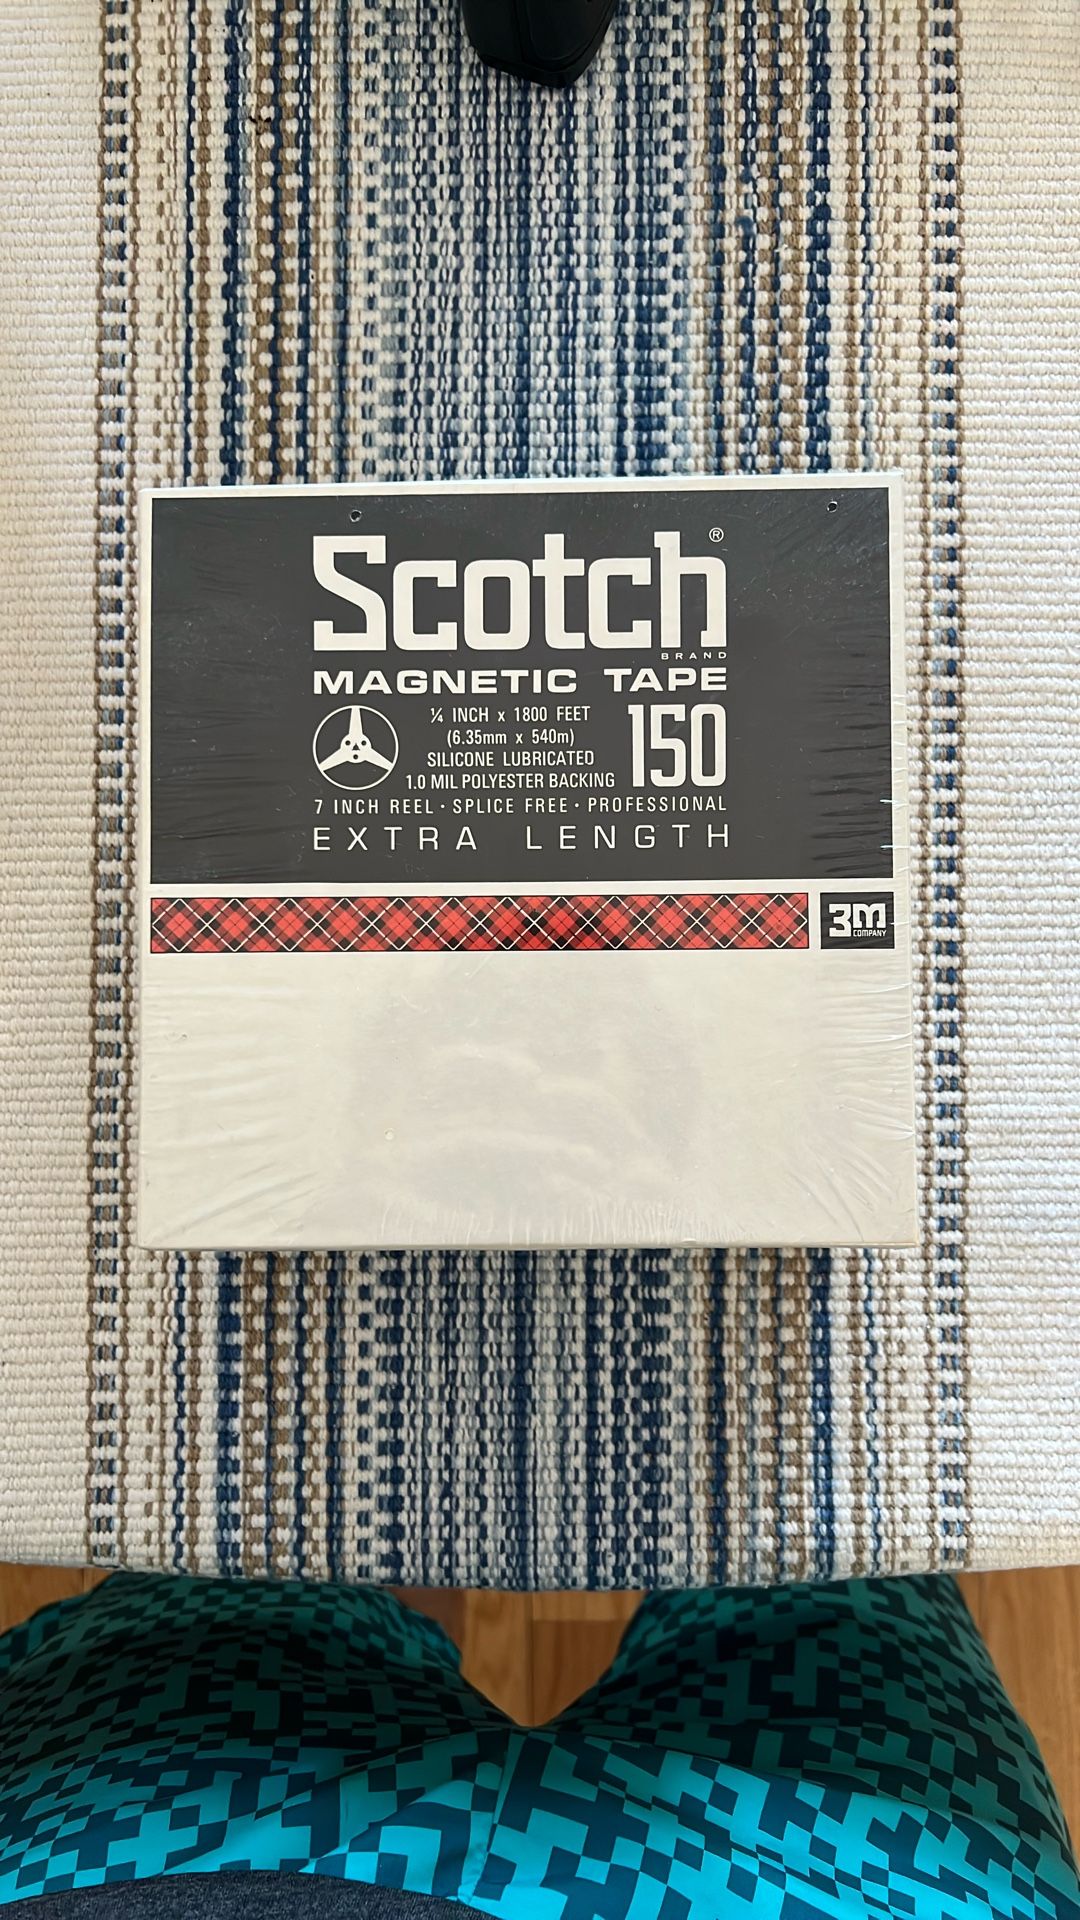 Scotch®
BRAND
MAGNETIC TAPE
¼ INCH x 1800 FEET
(6.35mm x 540m)
SILICONE LUBRICATED
1.0 MIL POLYESTER BACKING
150
7 INCH REEL · SPLICE FREE · PROFESSIONAL
EXTRA LENGTH
3M
COMPANY